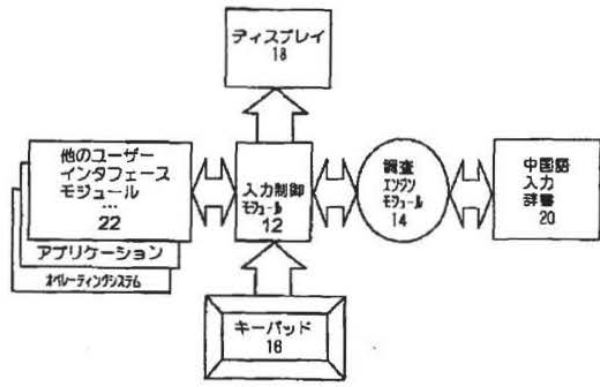 ディスプレイ
18
他のユーザー
インタフェース
モジュール
…
22
アプリケーション
オペレーティングシステム
入力制御
モジュール
12
調査
エンジン
モジュール
14
中国語
入力
辞書
20
キーパッド
16